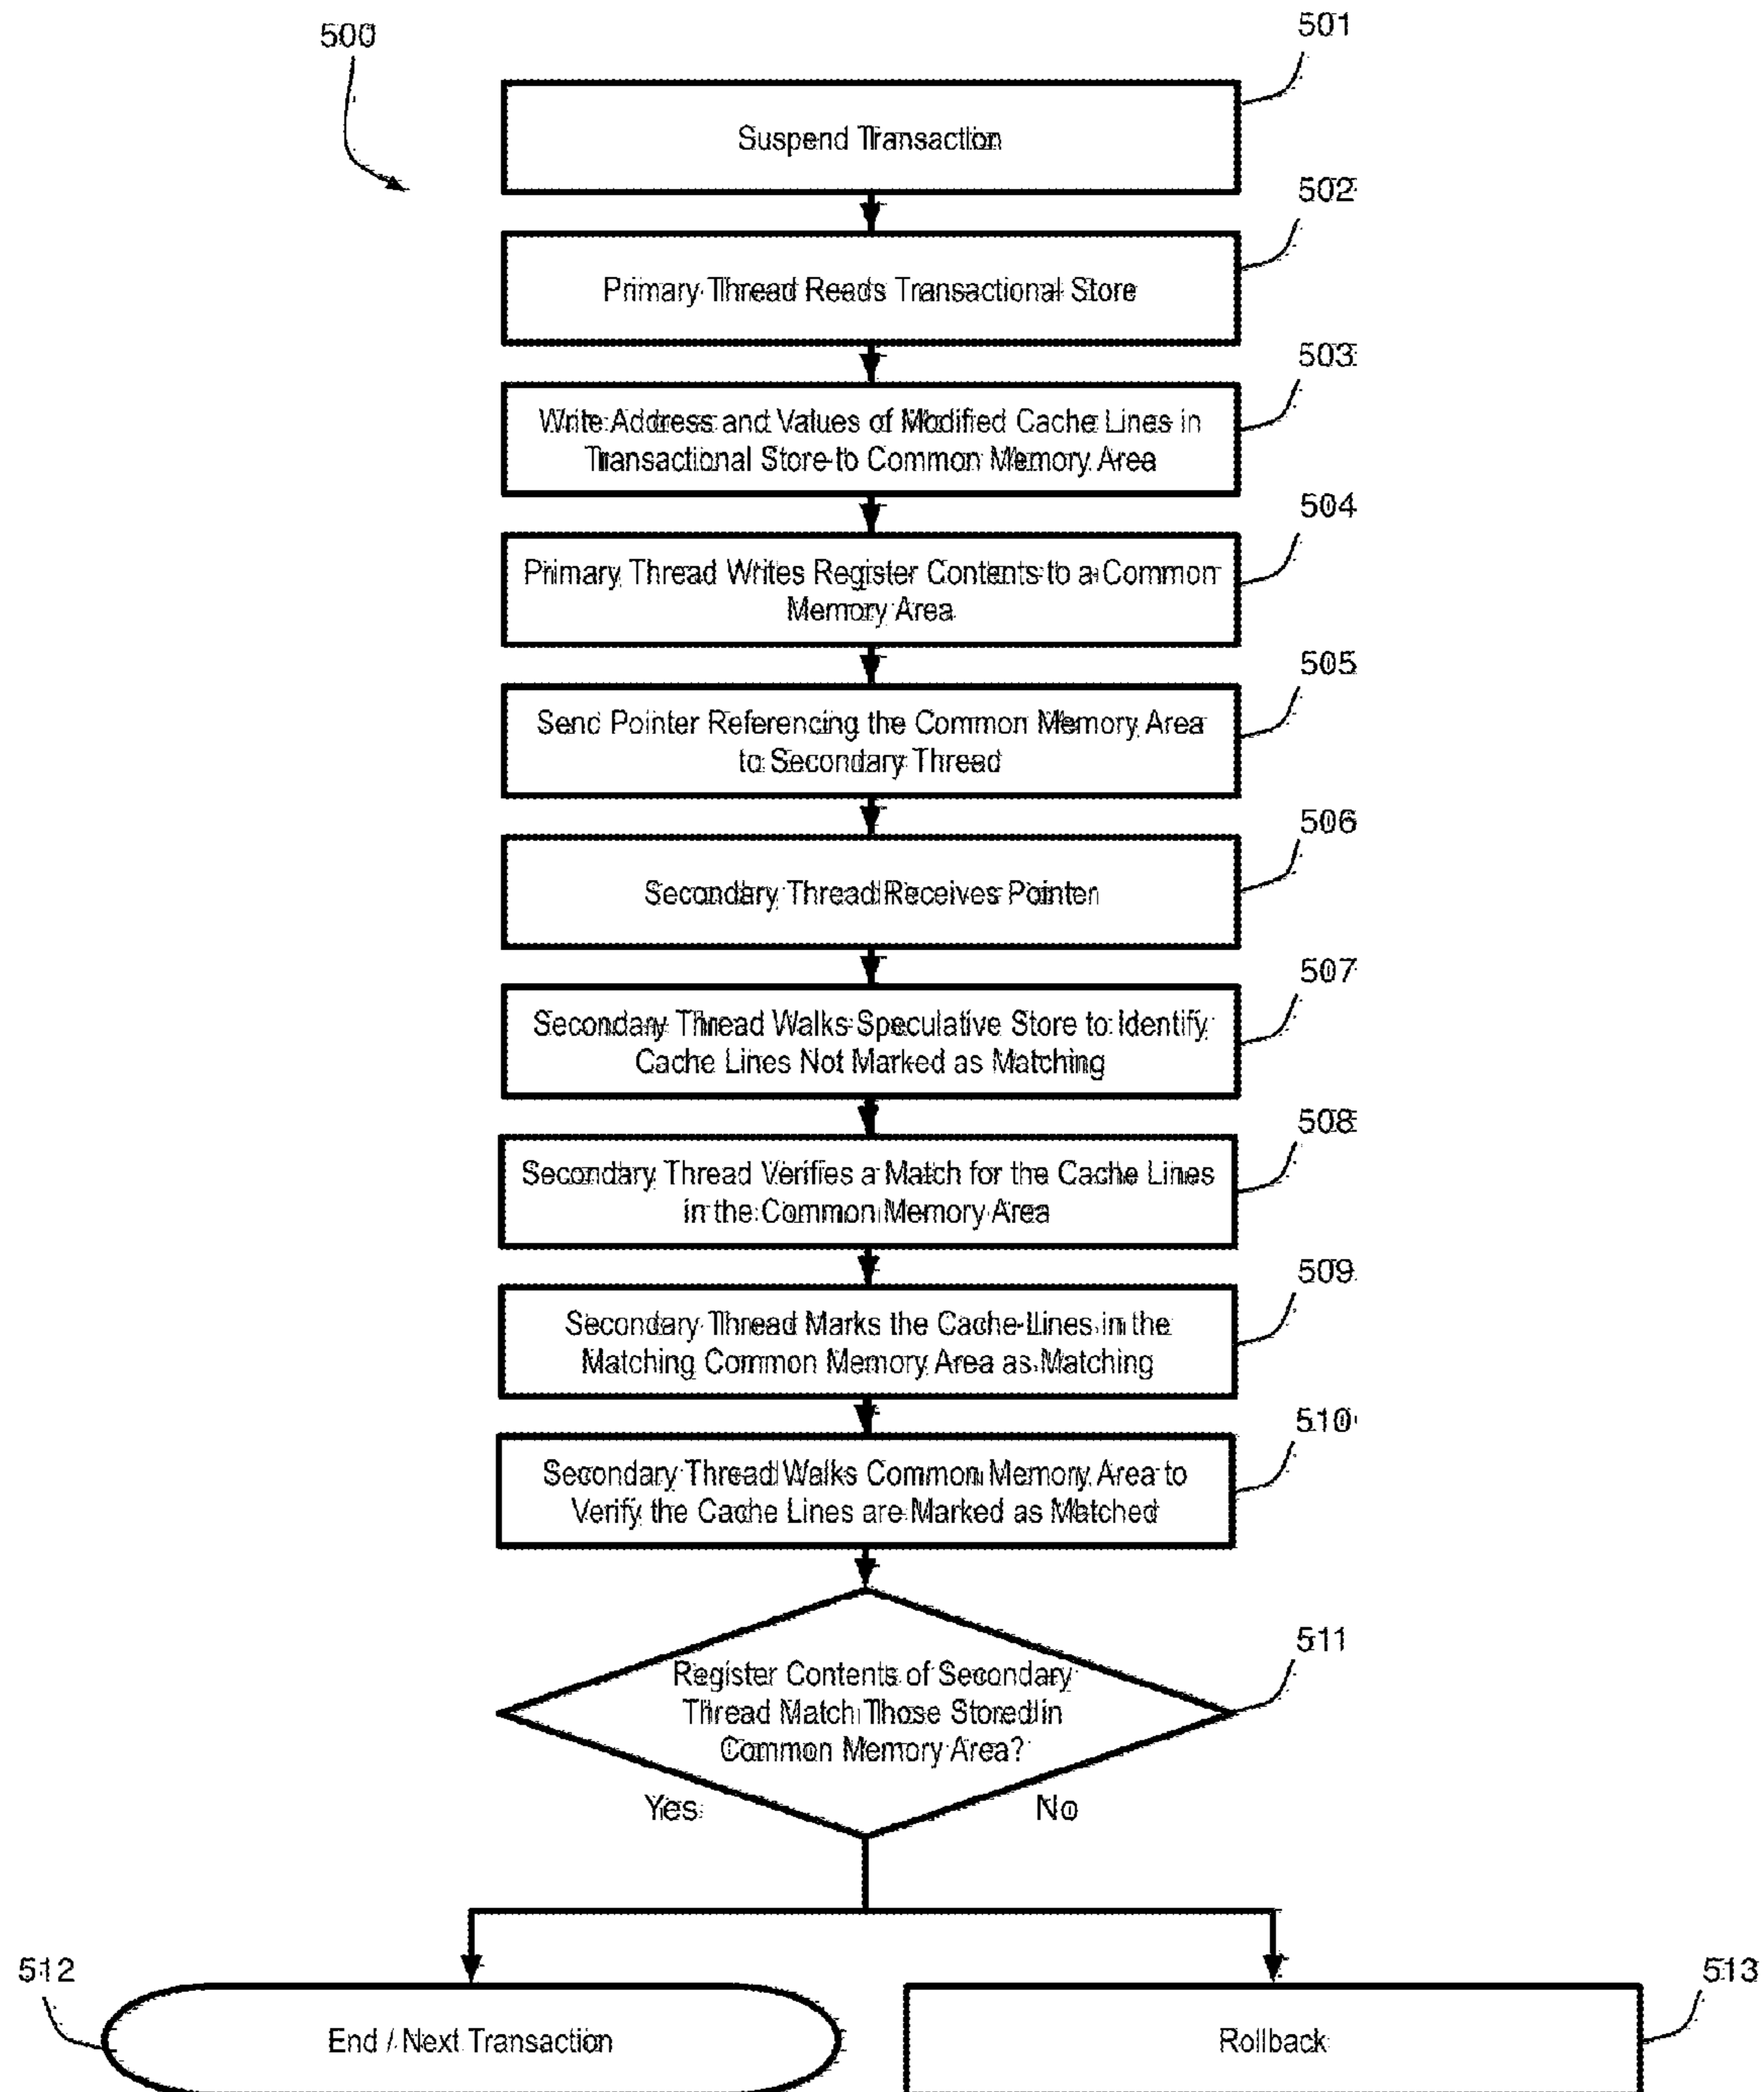 500
501
Suspend Transaction
502
Primary Thread Reads Transactional Store
503
Write Address and Values of Modified Cache Lines in
Transactional Store to Common Memory Area
504
Primary Thread Writes Register Contents to a Common
Memory Area
505
Send Pointer Referencing the Common Memory Area
to Secondary Thread
506
Secondary Thread Receives Pointer
507
Secondary Thread Walks Speculative Store to Identify
Cache Lines Not Marked as Matching
508
Secondary Thread Verifies a Match for the Cache Lines
in the Common Memory Area
509
Secondary Thread Marks the Cache Lines in the
Matching Common Memory Area as Matching
510
Secondary Thread Walks Common Memory Area to
Verify the Cache Lines are Marked as Matched
511
Register Contents of Secondary
Thread Match Those Stored in
Common Memory Area?
Yes
No
512
513
End / Next Transaction
Rollback